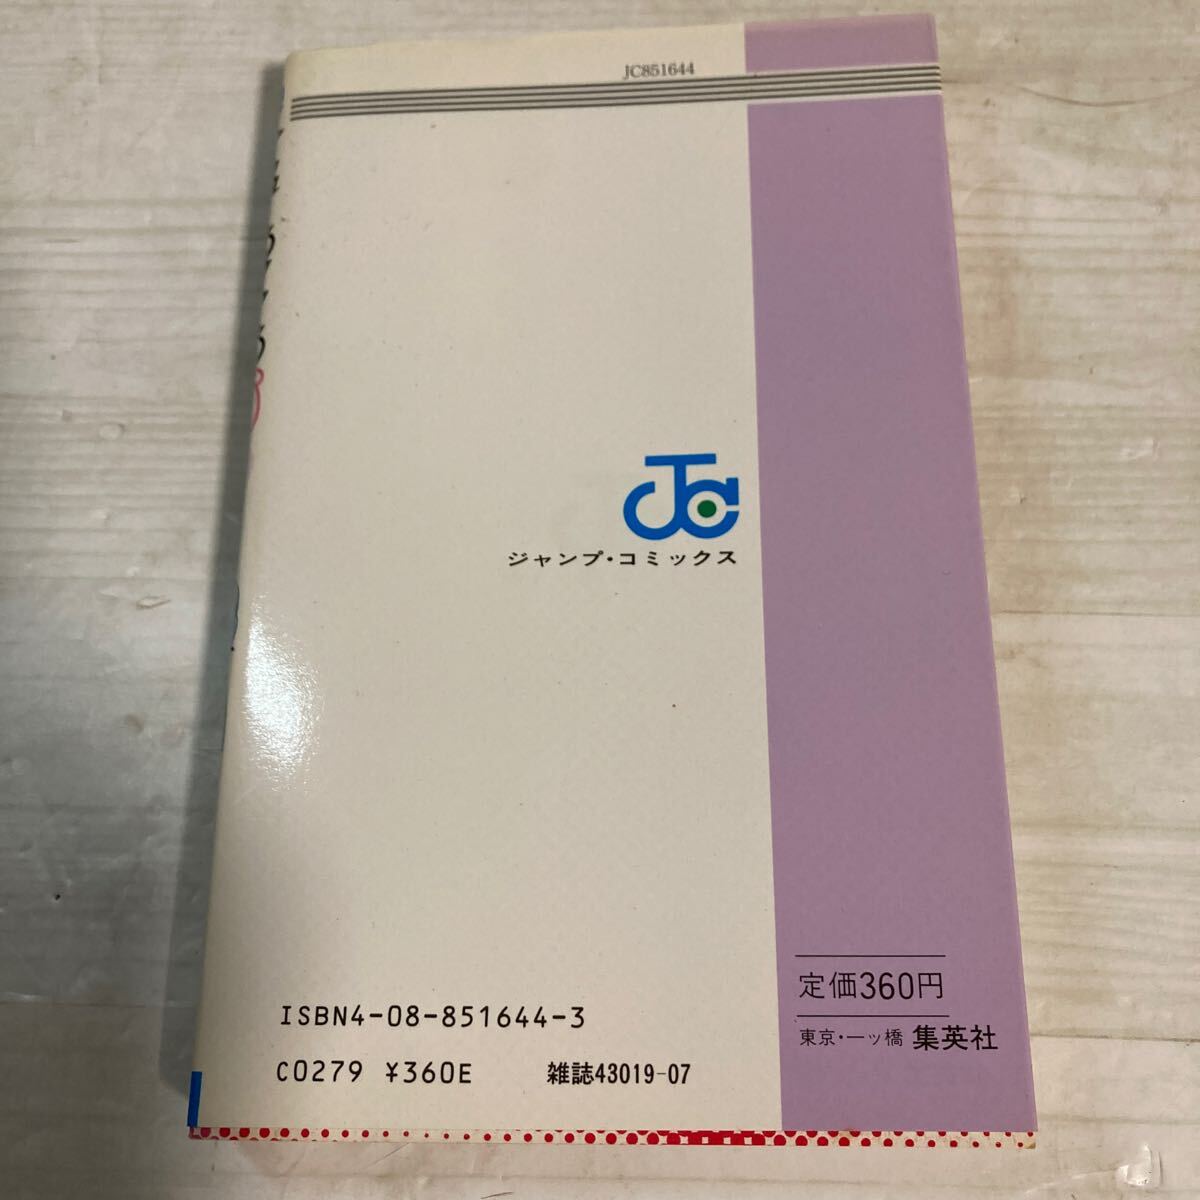 JC851644
ジャンプ・コミックス
定価360円
東京・一ッ橋 集英社
ISBN4-08-851644-3
C0279 ¥360E 雑誌43019-07